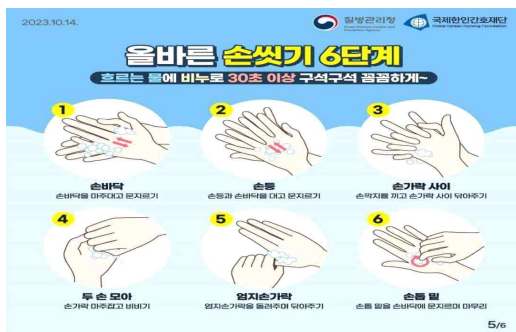 2023.10.14.
질병관리청
국제한인간호재단
Global Korean Nursing Foundation
올바른 손씻기 6단계
흐르는 물에 비누로 30초 이상 구석구석 꼼꼼하게~
1
2
3
손바닥
손등
손가락 사이
손바닥을 마주대고 문지르기
손등과 손바닥을 대고 문지르기
손깍지를 끼고 손가락 사이 닦아주기
4
5
6
두 손 모아
엄지손가락
손톱 밑
손가락 마주잡고 비비기
엄지손가락을 돌려주며 닦아주기
손톱 밑을 손바닥에 문지르며 마무리
5/6